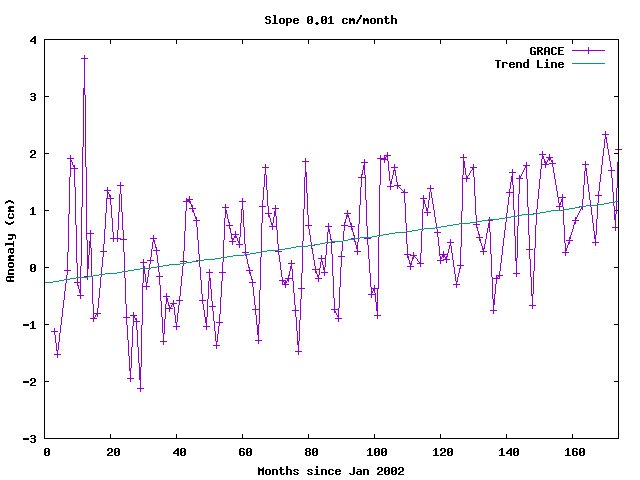 Slope 0.01 cm/month
GRACE
Trend Line
4
3
2
1
0
-1
-2
-3
Anomaly (cm)
0 20 40 60 80 100 120 140 160
Months since Jan 2002